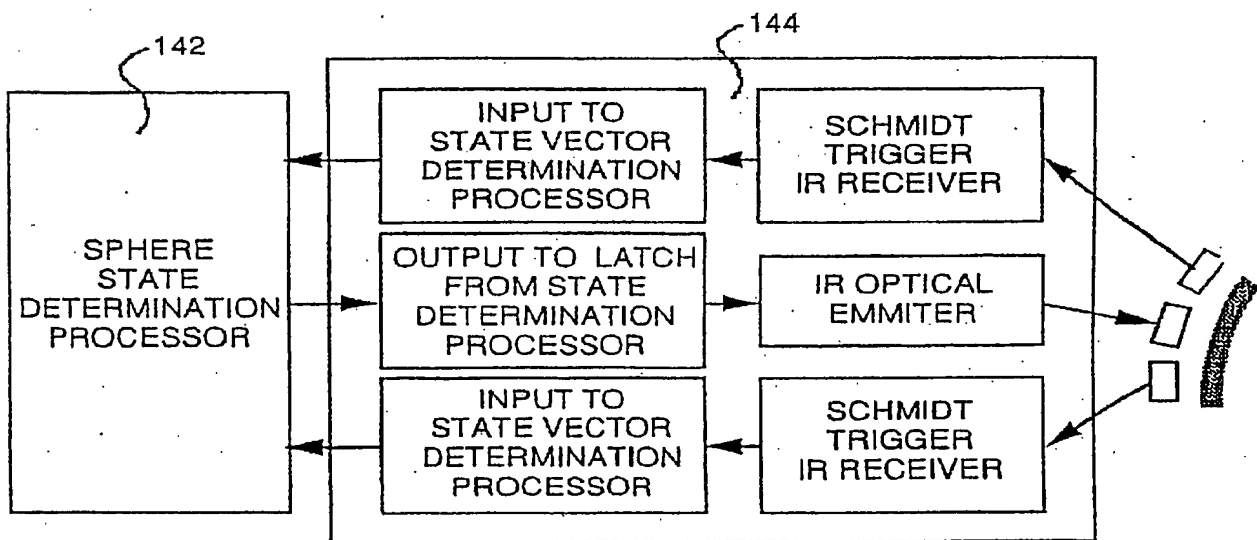 142
144
INPUT TO
STATE VECTOR
DETERMINATION
PROCESSOR
SCHMIDT
TRIGGER
IR RECEIVER
SPHERE
STATE
DETERMINATION
PROCESSOR
OUTPUT TO LATCH
FROM STATE
DETERMINATION
PROCESSOR
IR OPTICAL
EMMITER
INPUT TO
STATE VECTOR
DETERMINATION
PROCESSOR
SCHMIDT
TRIGGER
IR RECEIVER